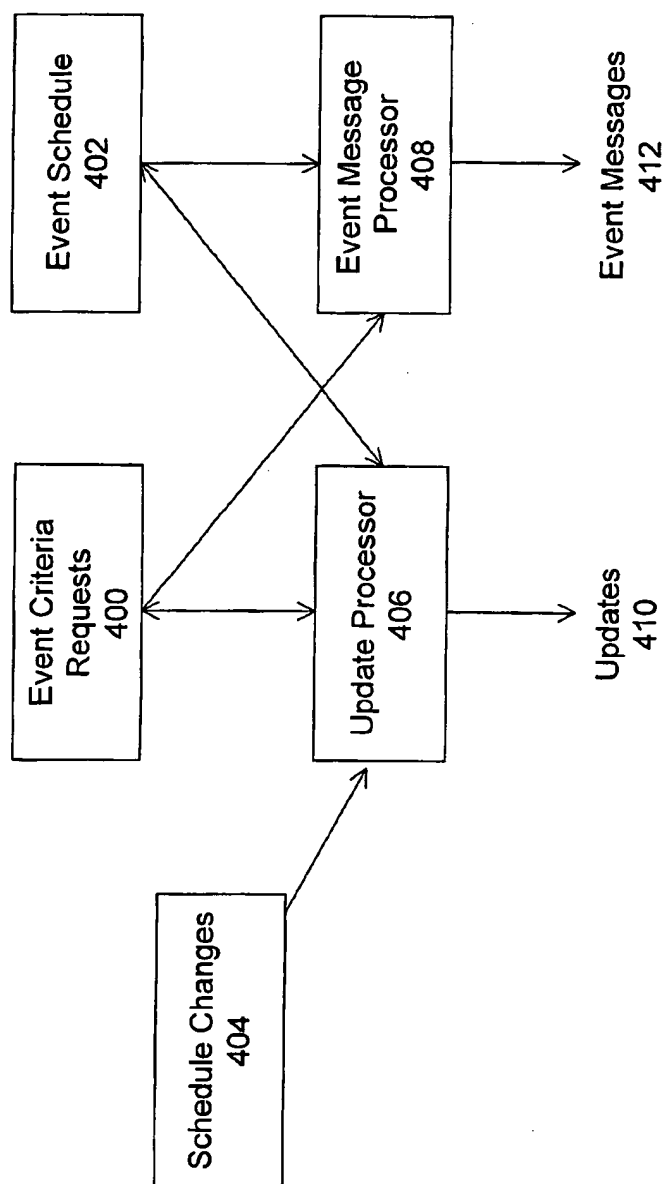 Event Schedule
402
Event Message
Processor
408
Event Messages
412
Event Criteria
Requests
400
Update Processor
406
Updates
410
Schedule Changes
404